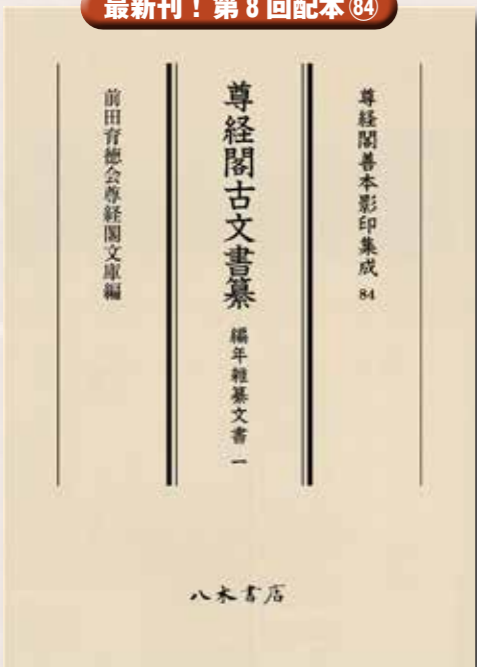 最新刊！第8回配本84
尊経閣善本影印集成 84
尊経閣古文書纂 編年雑纂文書 一
前田育徳会尊経閣文庫編
八木書店